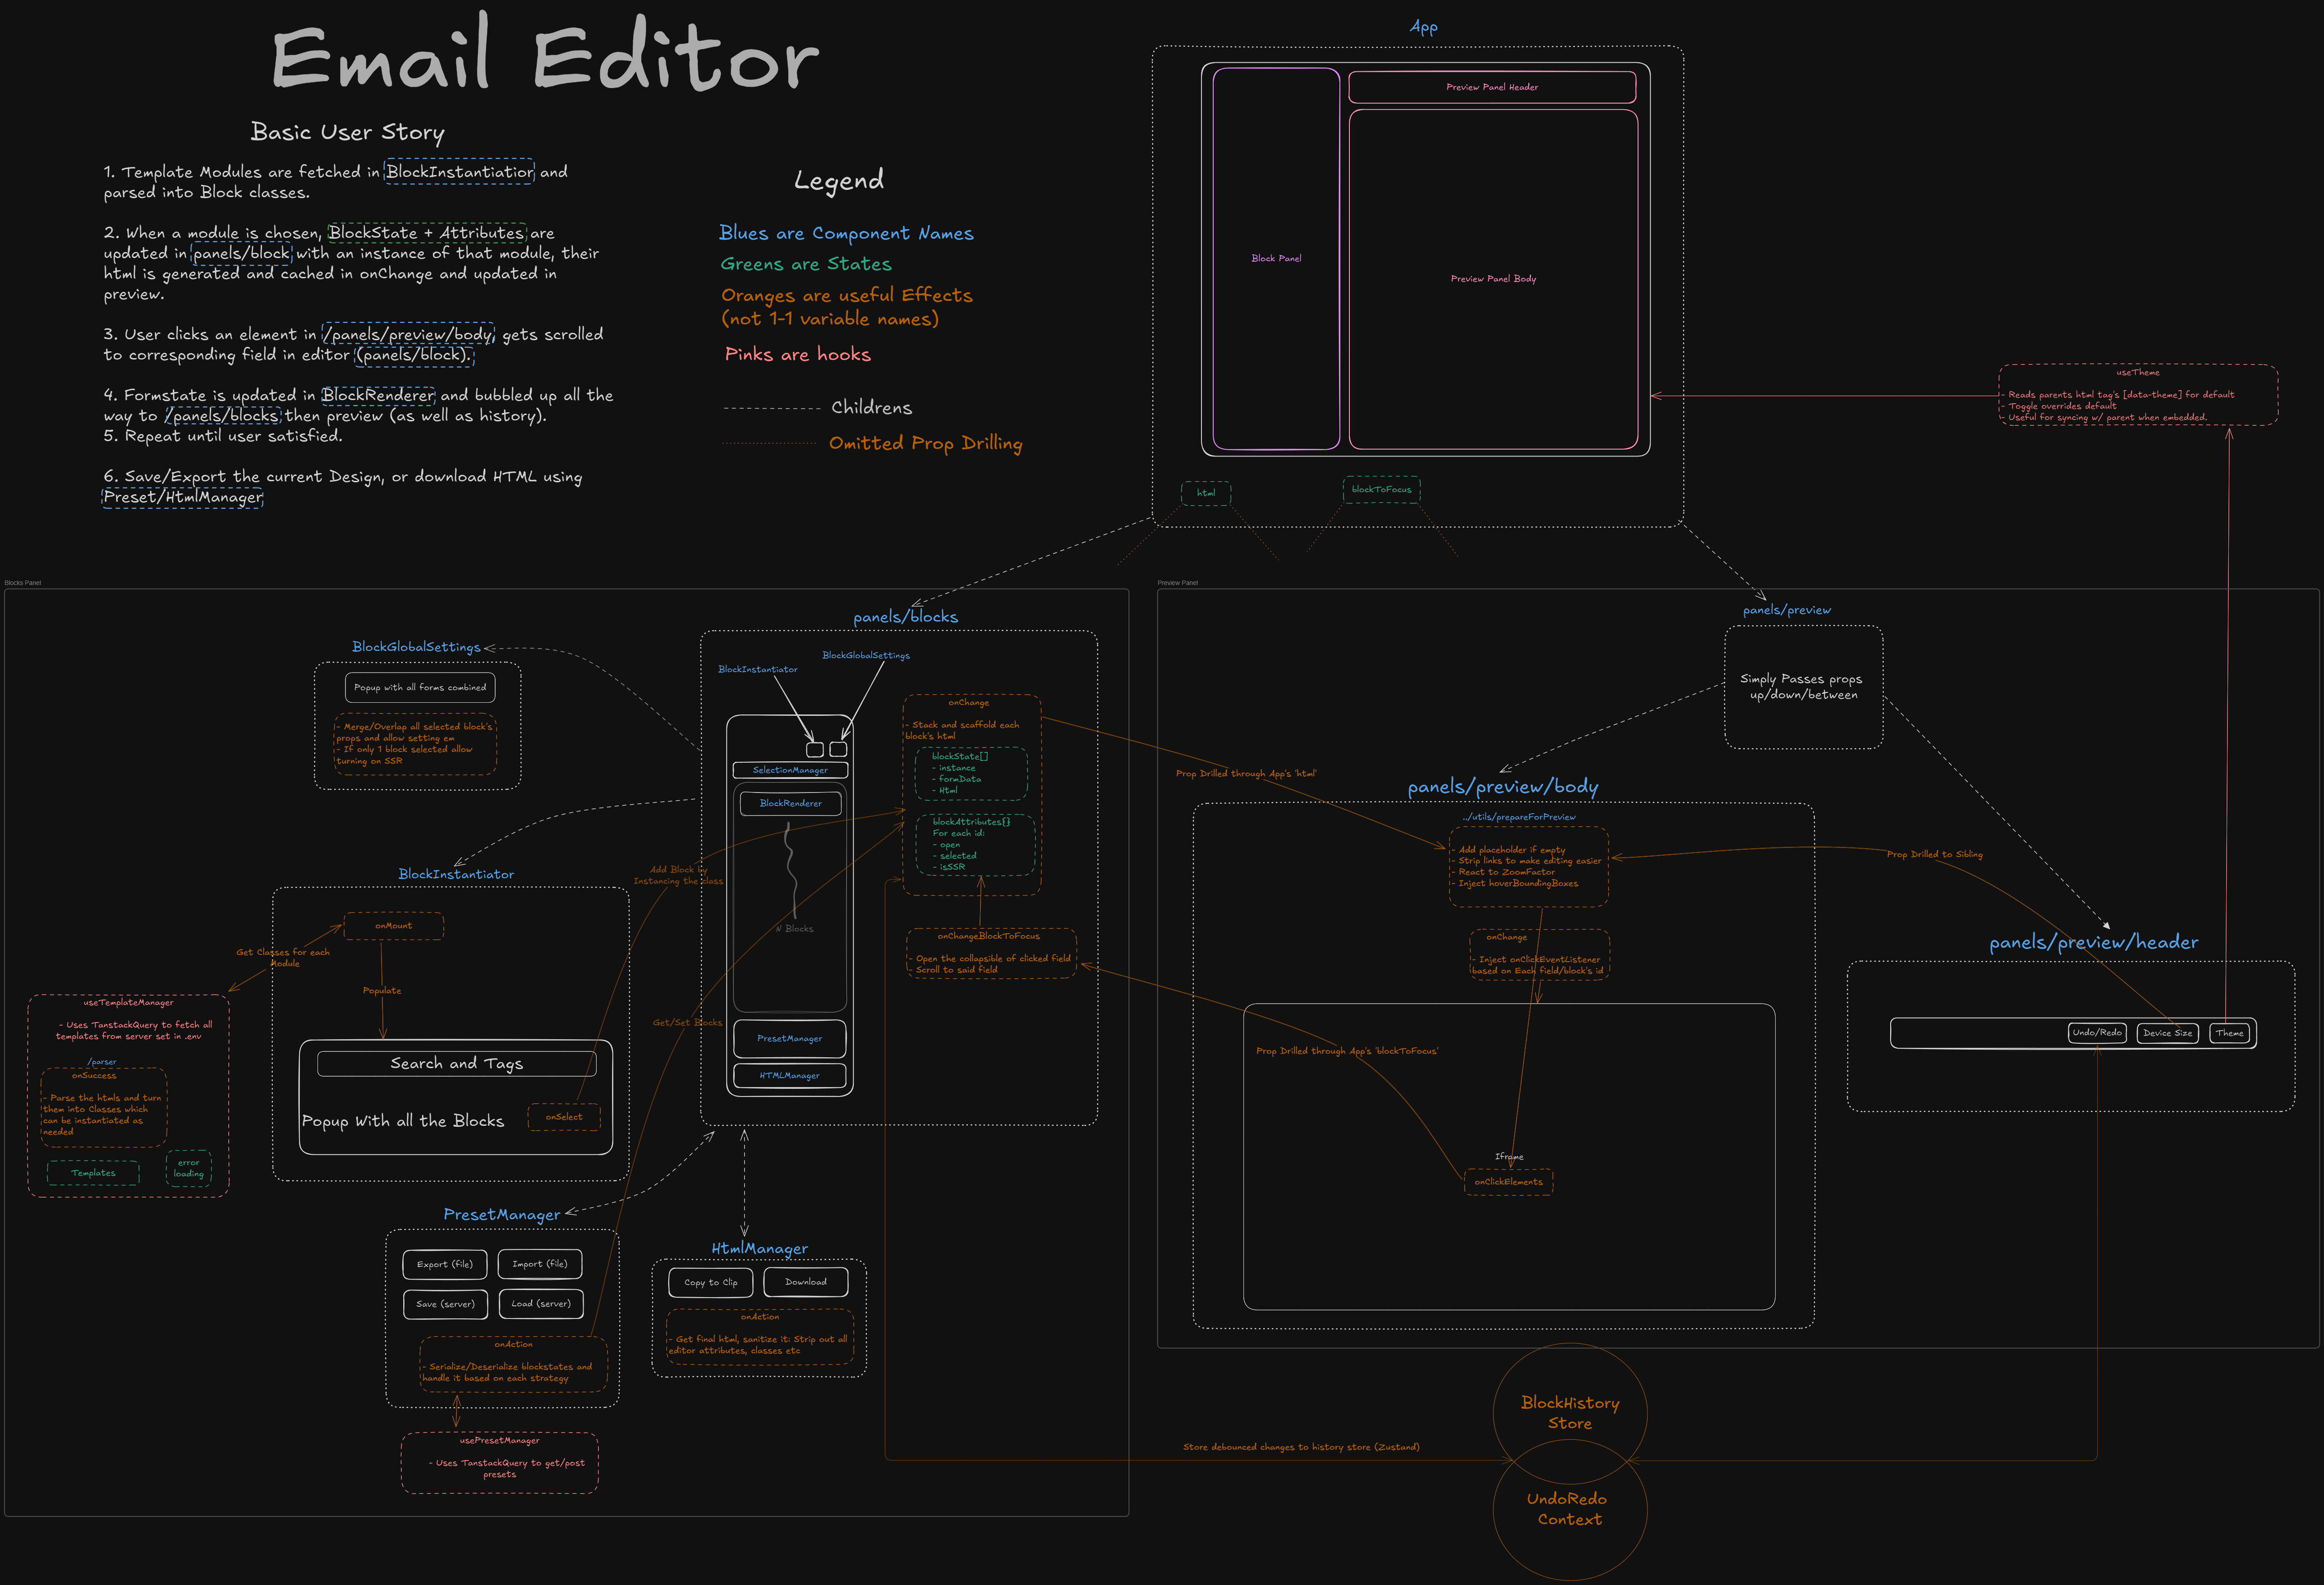 Email Editor
Basic User Story
1. Template Modules are fetched in BlockInstantiatior and
parsed into Block classes.
2. When a module is chosen, BlockState + Attributes are
updated in panels/block with an instance of that module, their
html is generated and cached in onChange and updated in
preview.
3. User clicks an element in /panels/preview/body, gets scrolled
to corresponding field in editor (panels/block).
4. Formstate is updated in BlockRenderer and bubbled up all the
way to /panels/blocks then preview (as well as history).
5. Repeat until user satisfied.
6. Save/Export the current Design, or download HTML using
Preset/HtmlManager
Legend
Blues are Component Names
Greens are States
Oranges are useful Effects
(not 1-1 variable names)
Pinks are hooks
Childrens
Omitted Prop Drilling
App
Preview Panel Header
Block Panel
Preview Panel Body
html
blockToFocus
useTheme
- Reads parents html tag's [data-theme] for default
- Toggle overrides default
- Useful for syncing w/ parent when embedded.
Blocks Panel
panels/blocks
BlockGlobalSettings
Popup with all forms combined
- Merge/Overlap all selected block's
props and allow setting em
- If only 1 block selected allow
turning on SSR
BlockInstantiator
BlockGlobalSettings
SelectionManager
BlockRenderer
N Blocks
PresetManager
HTMLManager
onChange
- Stack and scaffold each
block's html
blockState[]
- instance
- formData
- Html
blockAttributes{}
For each id:
- open
- selected
- isSSR
onChangeBlockToFocus
- Open the collapsible of clicked field
- Scroll to said field
Add Block by
Instancing the class
Get/Set Blocks
BlockInstantiator
onMount
Get Classes for each
Module
Populate
Search and Tags
Popup With all the Blocks
onSelect
useTemplateManager
- Uses TanstackQuery to fetch all
templates from server set in .env
/parser
onSuccess
- Parse the htmls and turn
them into Classes which
can be instantiated as
needed
Templates
error
loading
PresetManager
Export (file)
Import (file)
Save (server)
Load (server)
onAction
- Serialize/Deserialize blockstates and
handle it based on each strategy
usePresetManager
- Uses TanstackQuery to get/post
presets
HtmlManager
Copy to Clip
Download
onAction
- Get final html, sanitize it: Strip out all
editor attributes, classes etc
Preview Panel
panels/preview
Simply Passes props
up/down/between
Prop Drilled through App's 'html'
panels/preview/body
../utils/prepareForPreview
- Add placeholder if empty
- Strip links to make editing easier
- React to ZoomFactor
- Inject hoverBoundingBoxes
Prop Drilled to Sibling
onChange
- Inject onClickEventListener
based on Each field/block's id
Prop Drilled through App's 'blockToFocus'
Iframe
onClickElements
panels/preview/header
Undo/Redo
Device Size
Theme
Store debounced changes to history store (Zustand)
BlockHistory
Store
UndoRedo
Context